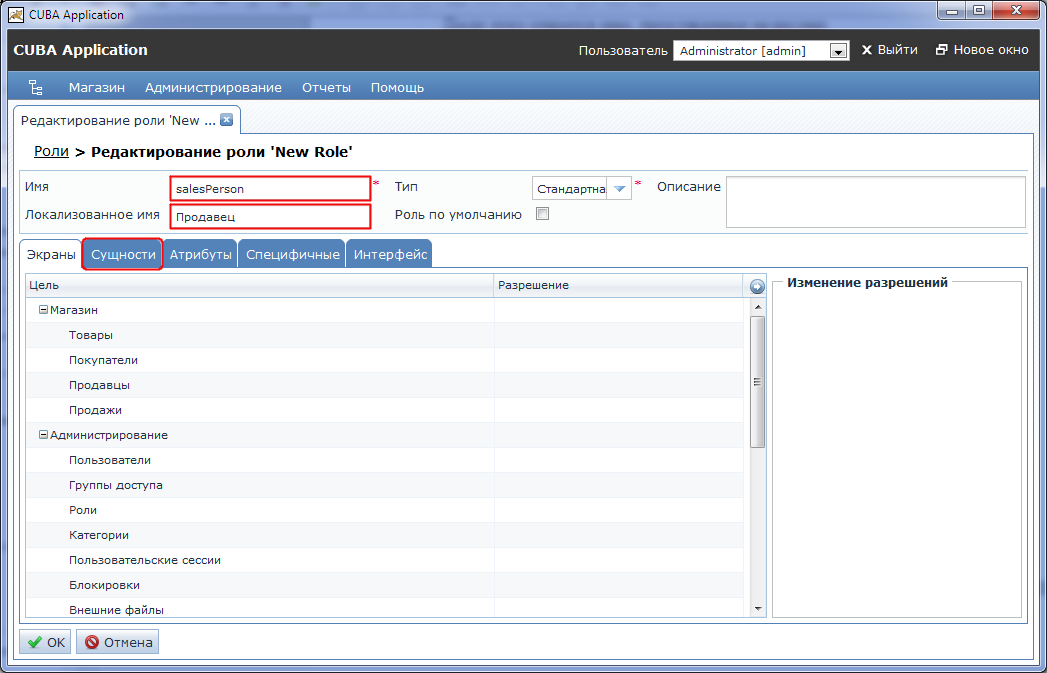 CUBA Application
CUBA Application
Пользователь Administrator [admin] Выйти Новое окно
Магазин Администрирование Отчеты Помощь
Редактирование роли 'New ...
Роли > Редактирование роли 'New Role'
Имя salesPerson * Тип Стандартна * Описание
Локализованное имя Продавец Роль по умолчанию
Экраны Сущности Атрибуты Специфичные Интерфейс
Цель Разрешение Изменение разрешений
Магазин
Товары
Покупатели
Продавцы
Продажи
Администрирование
Пользователи
Группы доступа
Роли
Категории
Пользовательские сессии
Блокировки
Внешние файлы
OK Отмена